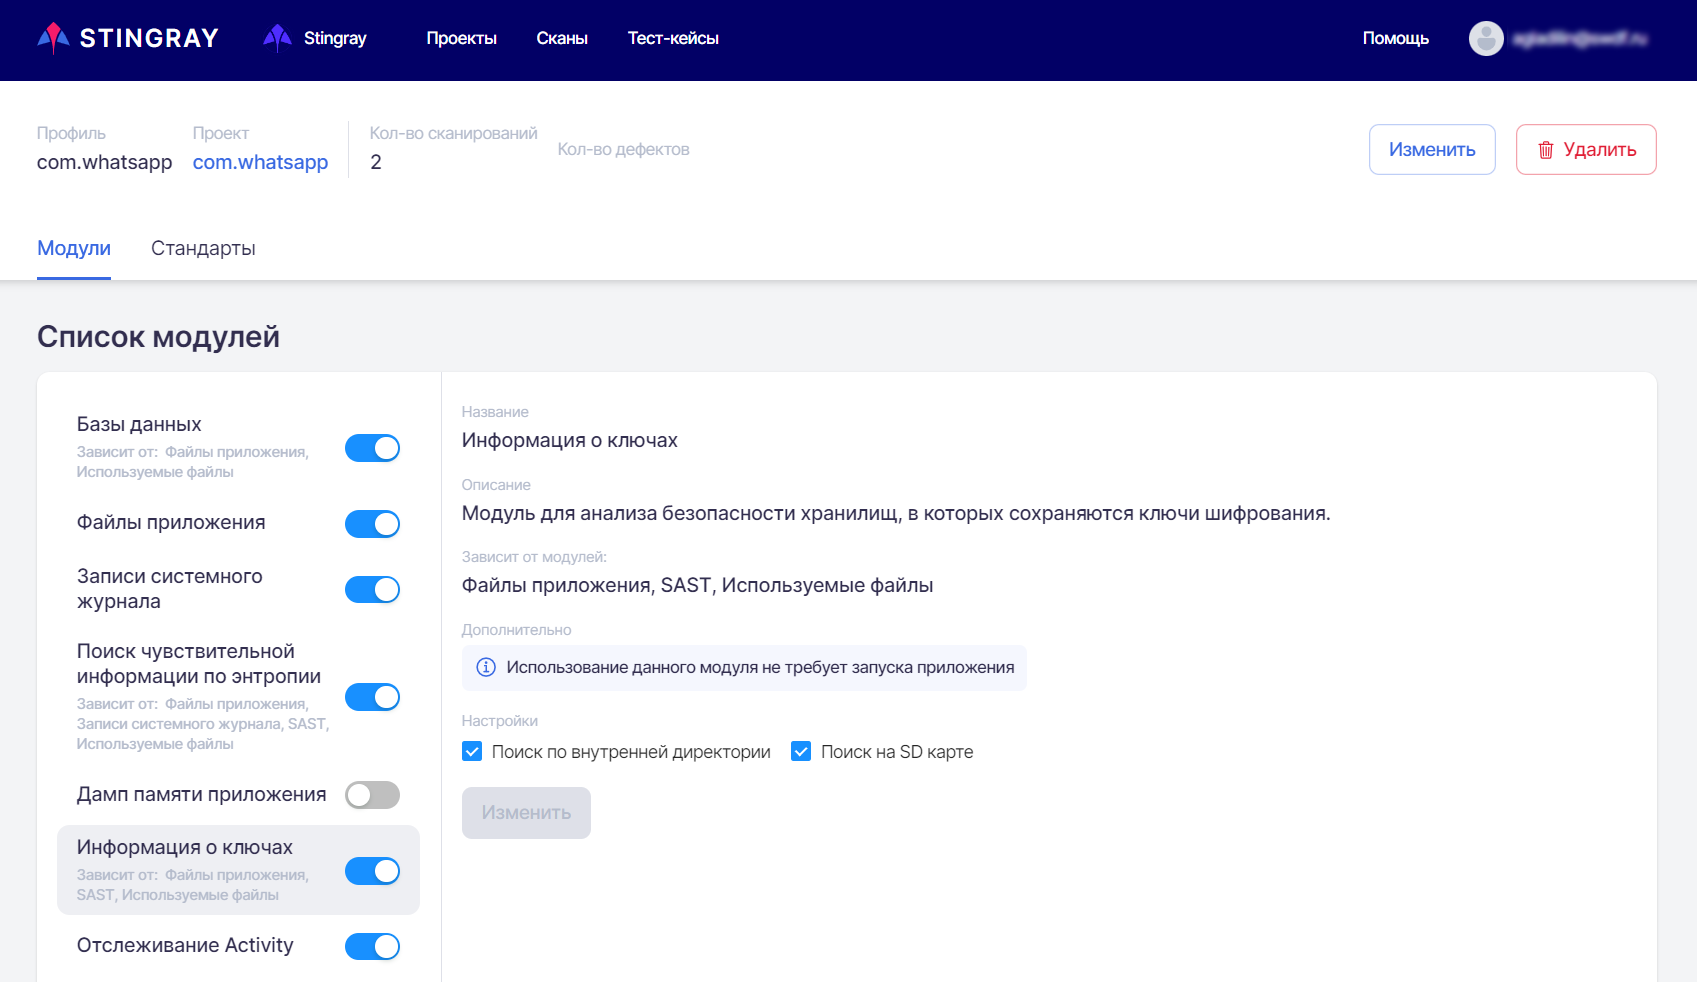 STINGRAY
Stingray
Проекты
Сканы
Тест-кейсы
Помощь
Профиль
com.whatsapp
Проект
com.whatsapp
Кол-во сканирований
2
Кол-во дефектов
Изменить
Удалить
Модули
Стандарты
Список модулей
Базы данных
Зависит от: Файлы приложения,
Используемые файлы
Файлы приложения
Записи системного
журнала
Поиск чувствительной
информации по энтропии
Зависит от: Файлы приложения,
Записи системного журнала, SAST,
Используемые файлы
Дамп памяти приложения
Информация о ключах
Зависит от: Файлы приложения,
SAST, Используемые файлы
Отслеживание Activity
Название
Информация о ключах
Описание
Модуль для анализа безопасности хранилищ, в которых сохраняются ключи шифрования.
Зависит от модулей:
Файлы приложения, SAST, Используемые файлы
Дополнительно
Использование данного модуля не требует запуска приложения
Настройки
Поиск по внутренней директории
Поиск на SD карте
Изменить